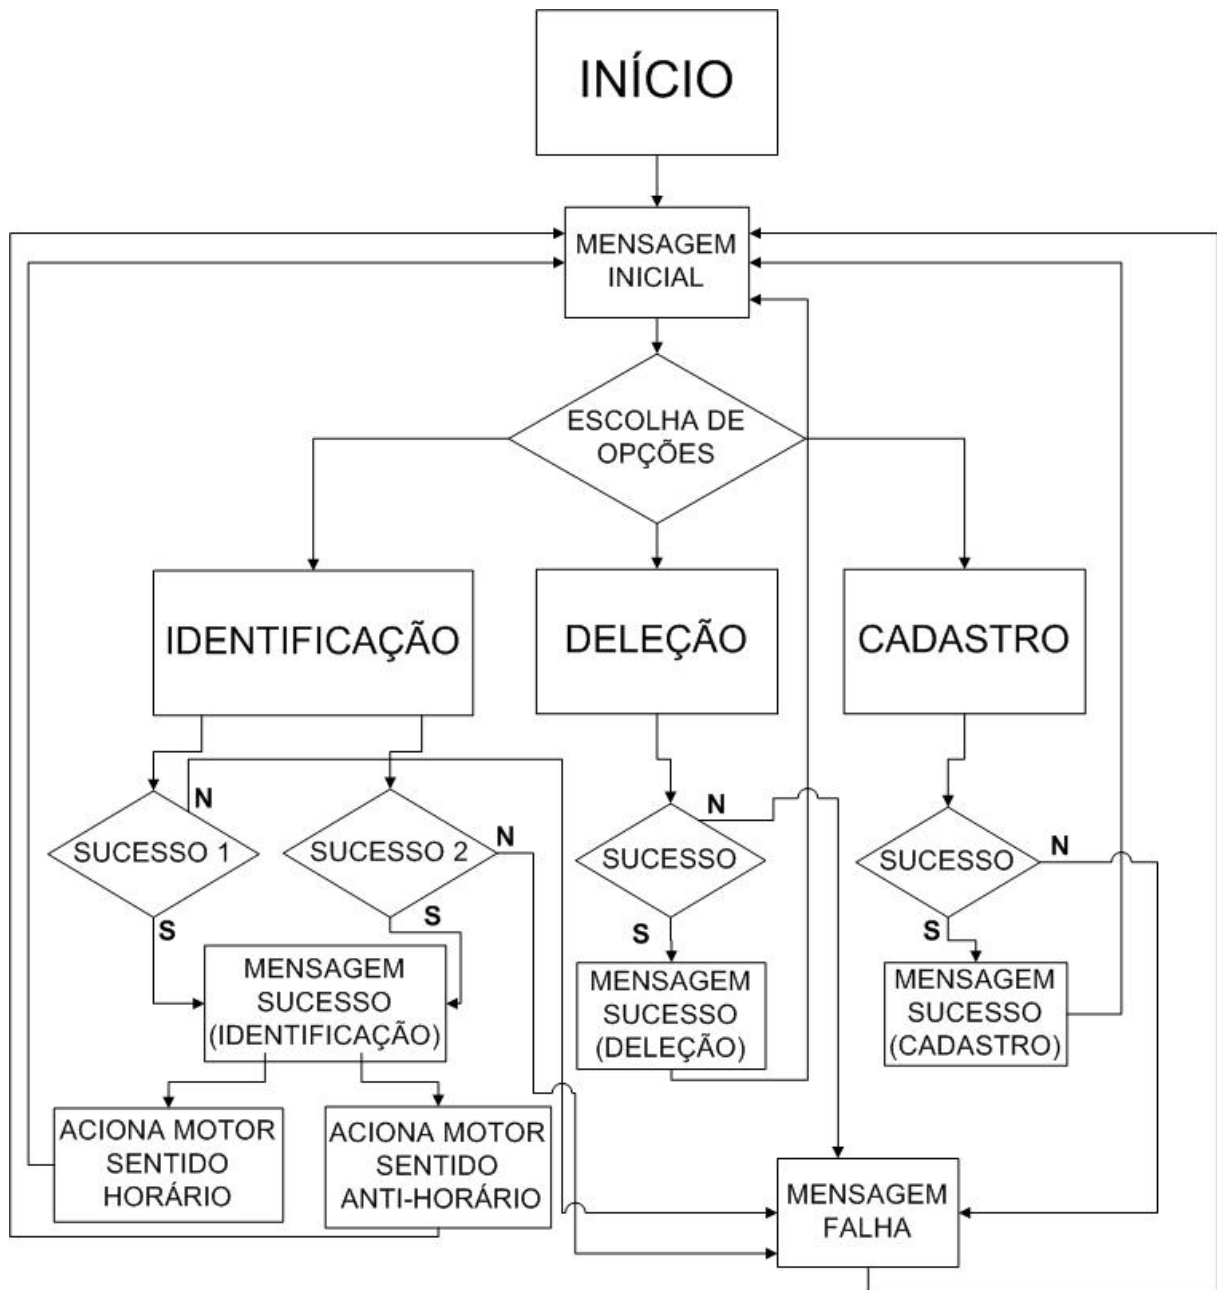 INÍCIO
MENSAGEM
INICIAL
ESCOLHA DE
OPÇÕES
IDENTIFICAÇÃO
DELEÇÃO
CADASTRO
N
SUCESSO 1
S
N
SUCESSO 2
S
N
SUCESSO
S
N
SUCESSO
S
MENSAGEM
SUCESSO
(IDENTIFICAÇÃO)
MENSAGEM
SUCESSO
(DELEÇÃO)
MENSAGEM
SUCESSO
(CADASTRO)
ACIONA MOTOR
SENTIDO
HORÁRIO
ACIONA MOTOR
SENTIDO
ANTI-HORÁRIO
MENSAGEM
FALHA